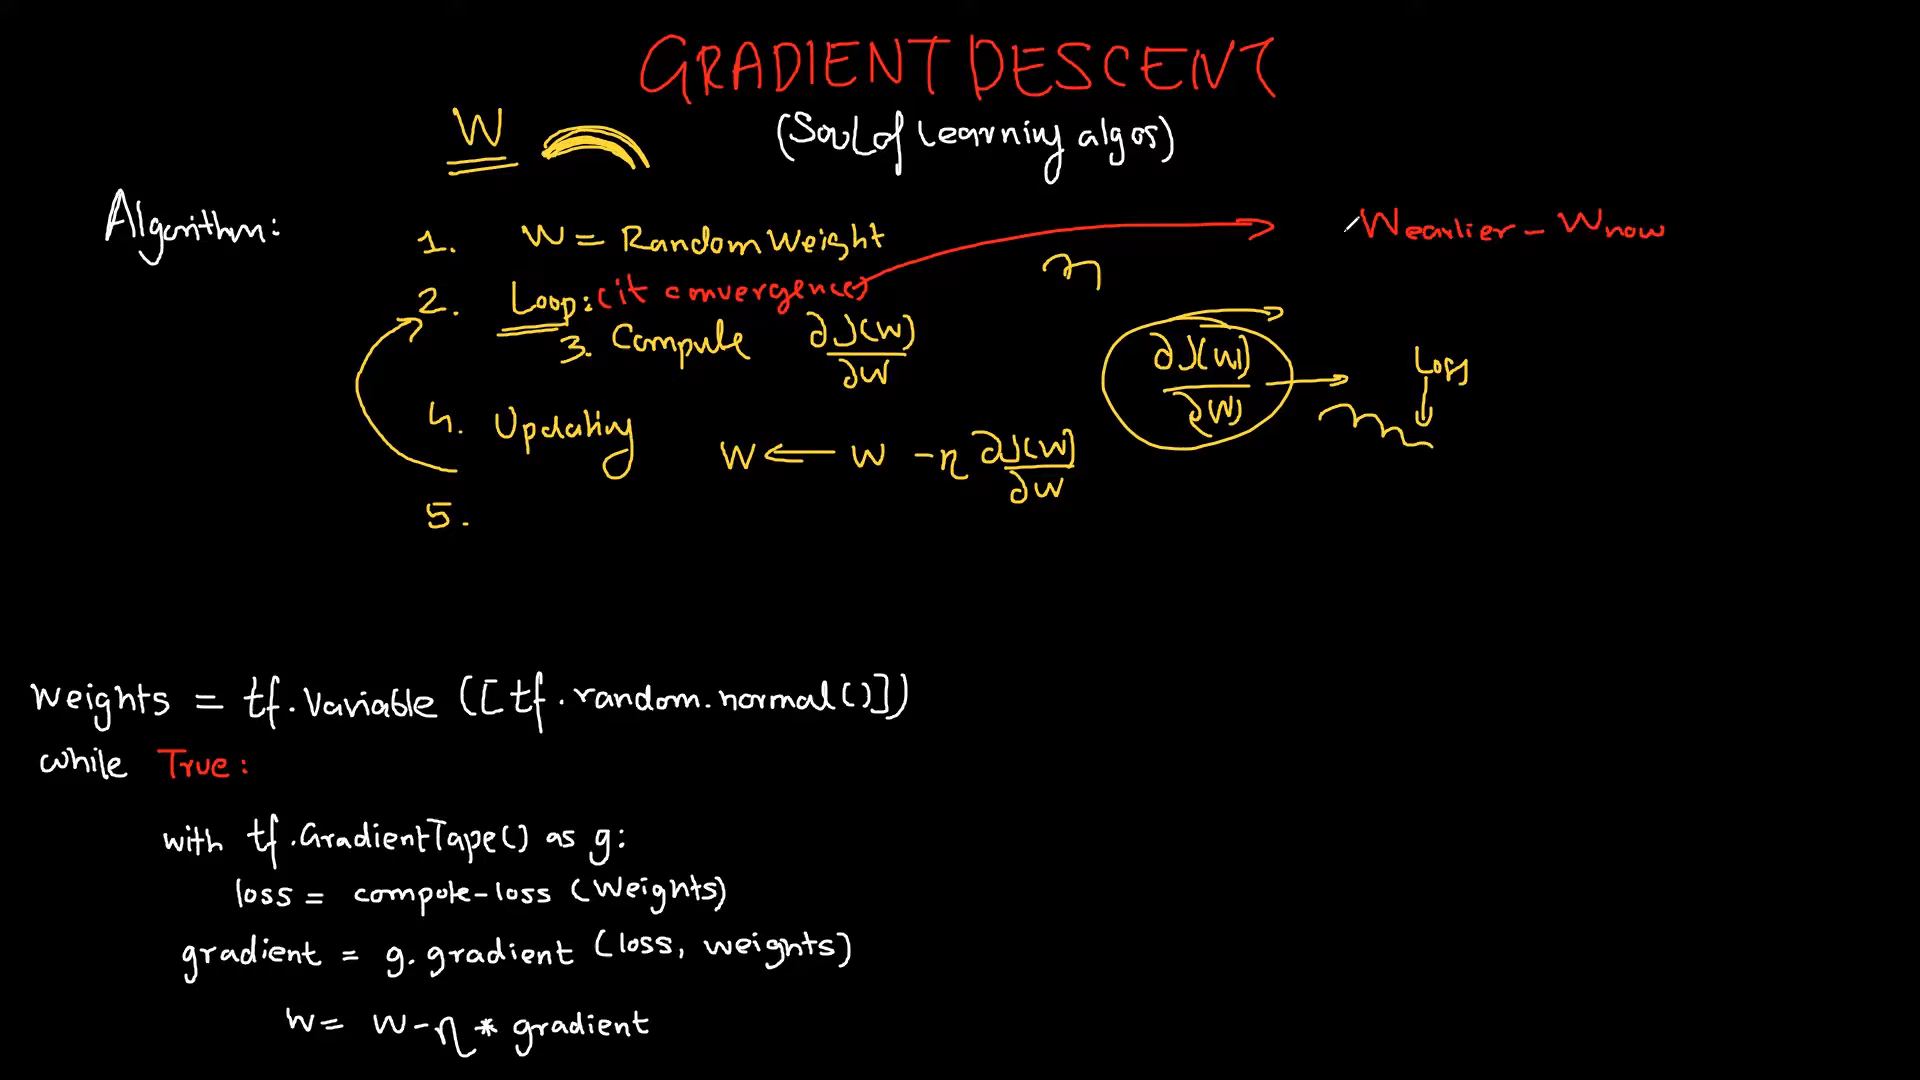 GRADIENT DESCENT
W
(Soul of learning algos)
Algorithm:
1. W = Random Weight
2. Loop: (it convergence)
W earlier - W now
η
3. Compute ∂J(W)/∂W
∂J(W)/∂W
Loss
4. Updating W ← W - η ∂J(W)/∂W
5.
weights = tf.Variable([tf.random.normal()])
while True:
with tf.GradientTape() as g:
loss = compute-loss (Weights)
gradient = g.gradient (loss, weights)
W = W - η * gradient